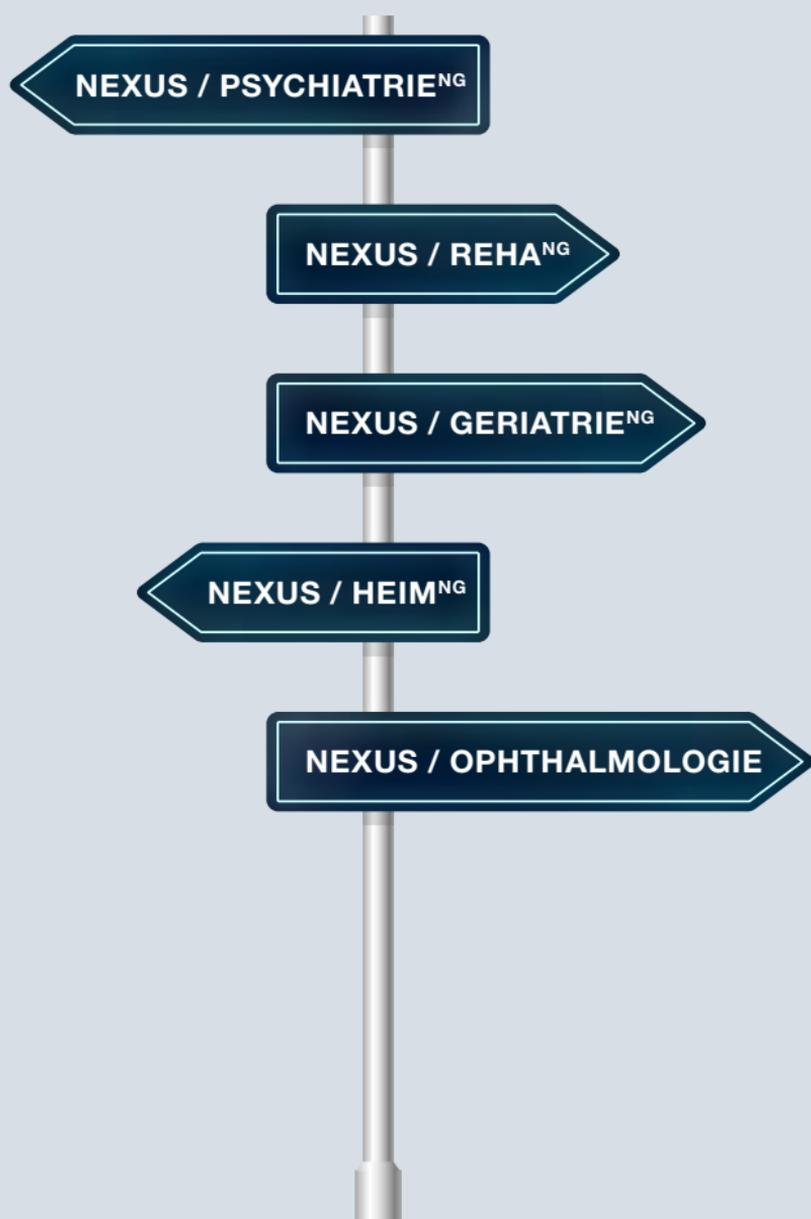 NEXUS / PSYCHIATRIEᴺᴳ
NEXUS / REHAᴺᴳ
NEXUS / GERIATRIEᴺᴳ
NEXUS / HEIMᴺᴳ
NEXUS / OPHTHALMOLOGIE